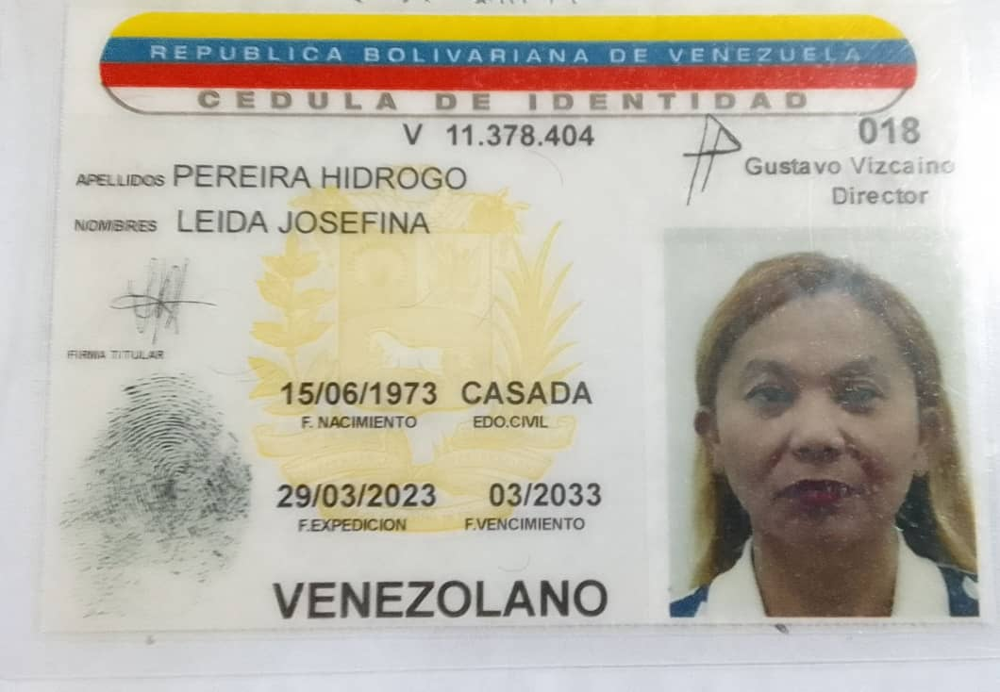 REPUBLICA BOLIVARIANA DE VENEZUELA
CEDULA DE IDENTIDAD
V 11.378.404
018
Gustavo Vizcaino
Director
APELLIDOS PEREIRA HIDROGO
NOMBRES LEIDA JOSEFINA
FIRMA TITULAR
15/06/1973 CASADA
F. NACIMIENTO EDO.CIVIL
29/03/2023 03/2033
F.EXPEDICION F.VENCIMIENTO
VENEZOLANO